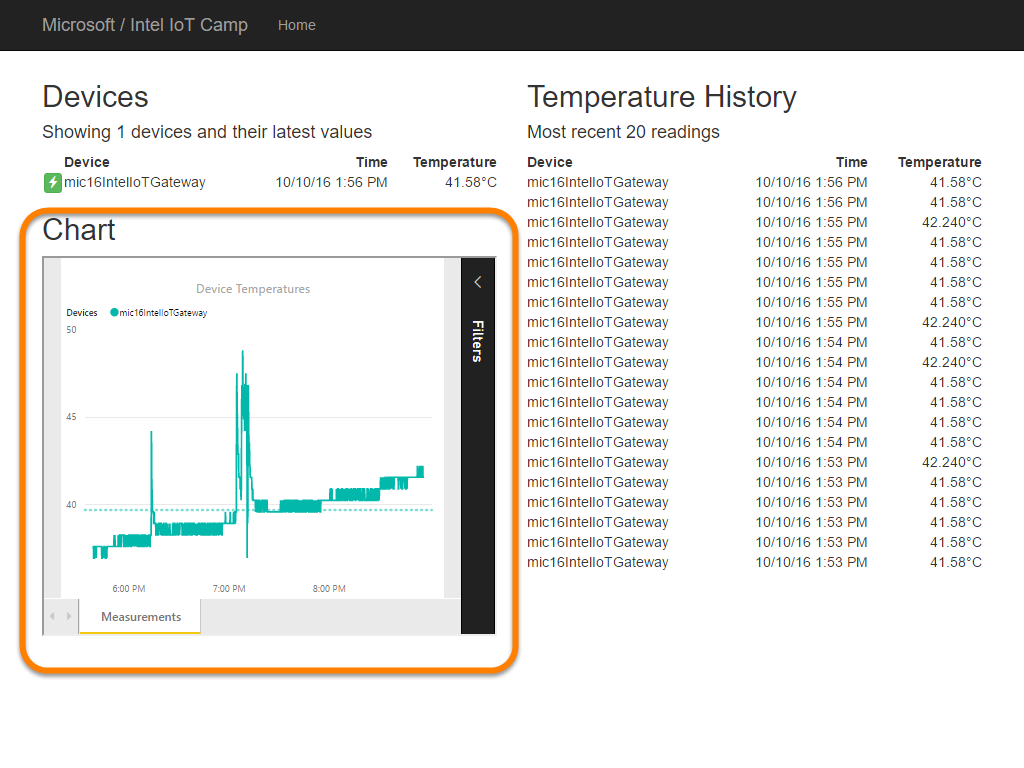 Microsoft / Intel IoT Camp Home
Devices
Showing 1 devices and their latest values
Device Time Temperature
mic16IntelIoTGateway 10/10/16 1:56 PM 41.58°C
Chart
Device Temperatures
Devices mic16IntelIoTGateway
50
45
40
6:00 PM 7:00 PM 8:00 PM
Measurements
Filters
Temperature History
Most recent 20 readings
Device Time Temperature
mic16IntelIoTGateway 10/10/16 1:56 PM 41.58°C
mic16IntelIoTGateway 10/10/16 1:56 PM 41.58°C
mic16IntelIoTGateway 10/10/16 1:55 PM 42.240°C
mic16IntelIoTGateway 10/10/16 1:55 PM 41.58°C
mic16IntelIoTGateway 10/10/16 1:55 PM 41.58°C
mic16IntelIoTGateway 10/10/16 1:55 PM 41.58°C
mic16IntelIoTGateway 10/10/16 1:55 PM 41.58°C
mic16IntelIoTGateway 10/10/16 1:55 PM 42.240°C
mic16IntelIoTGateway 10/10/16 1:54 PM 41.58°C
mic16IntelIoTGateway 10/10/16 1:54 PM 42.240°C
mic16IntelIoTGateway 10/10/16 1:54 PM 41.58°C
mic16IntelIoTGateway 10/10/16 1:54 PM 41.58°C
mic16IntelIoTGateway 10/10/16 1:54 PM 41.58°C
mic16IntelIoTGateway 10/10/16 1:54 PM 41.58°C
mic16IntelIoTGateway 10/10/16 1:53 PM 42.240°C
mic16IntelIoTGateway 10/10/16 1:53 PM 41.58°C
mic16IntelIoTGateway 10/10/16 1:53 PM 41.58°C
mic16IntelIoTGateway 10/10/16 1:53 PM 41.58°C
mic16IntelIoTGateway 10/10/16 1:53 PM 41.58°C
mic16IntelIoTGateway 10/10/16 1:53 PM 41.58°C